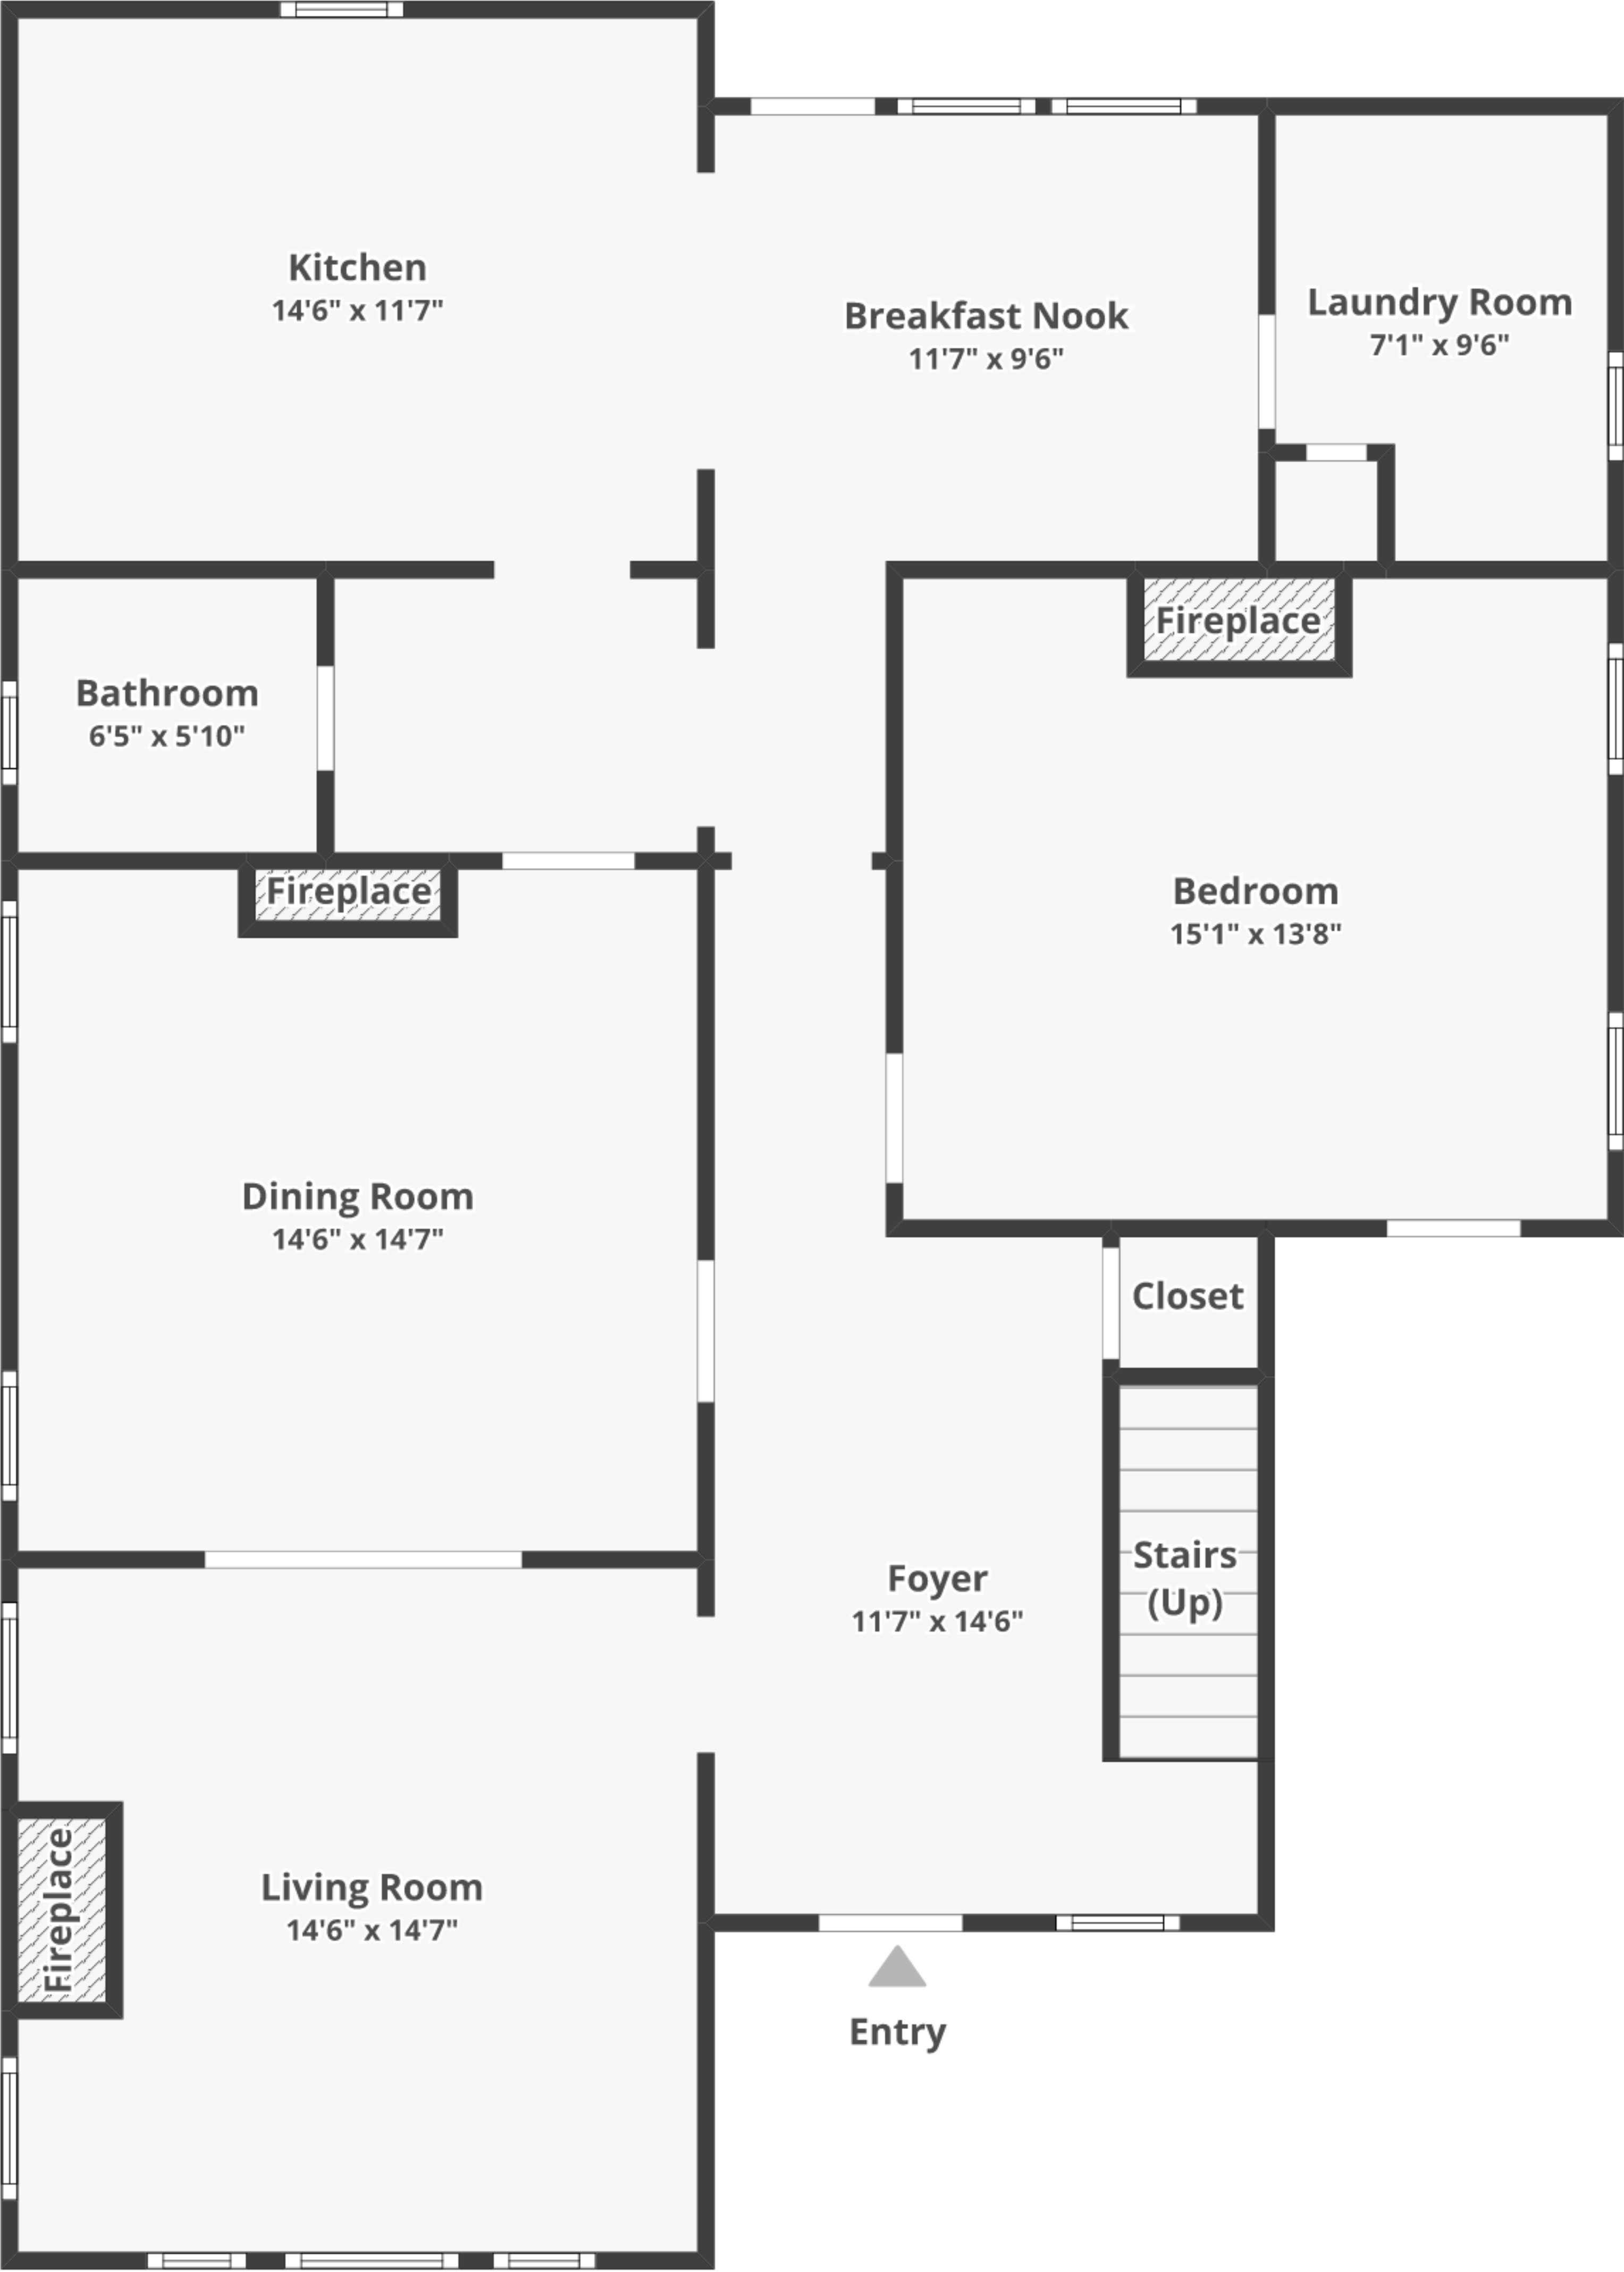 Kitchen
14'6" x 11'7"
Breakfast Nook
11'7" x 9'6"
Laundry Room
7'1" x 9'6"
Fireplace
Bathroom
6'5" x 5'10"
Fireplace
Bedroom
15'1" x 13'8"
Dining Room
14'6" x 14'7"
Closet
Stairs
(Up)
Foyer
11'7" x 14'6"
Fireplace
Living Room
14'6" x 14'7"
Entry